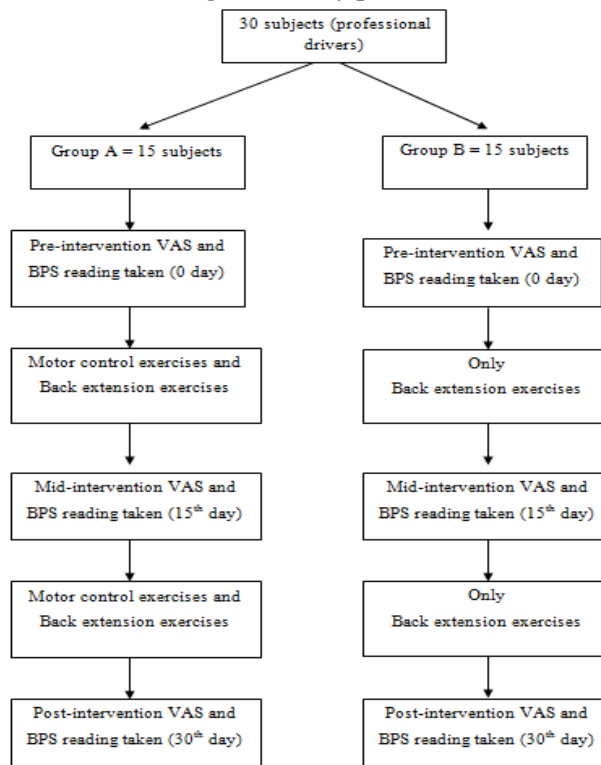 30 subjects (professional
drivers)
Group A = 15 subjects
Group B = 15 subjects
Pre-intervention VAS and
BPS reading taken (0 day)
Pre-intervention VAS and
BPS reading taken (0 day)
Motor control exercises and
Back extension exercises
Only
Back extension exercises
Mid-intervention VAS and
BPS reading taken (15th day)
Mid-intervention VAS and
BPS reading taken (15th day)
Motor control exercises and
Back extension exercises
Only
Back extension exercises
Post-intervention VAS and
BPS reading taken (30th day)
Post-intervention VAS and
BPS reading taken (30th day)